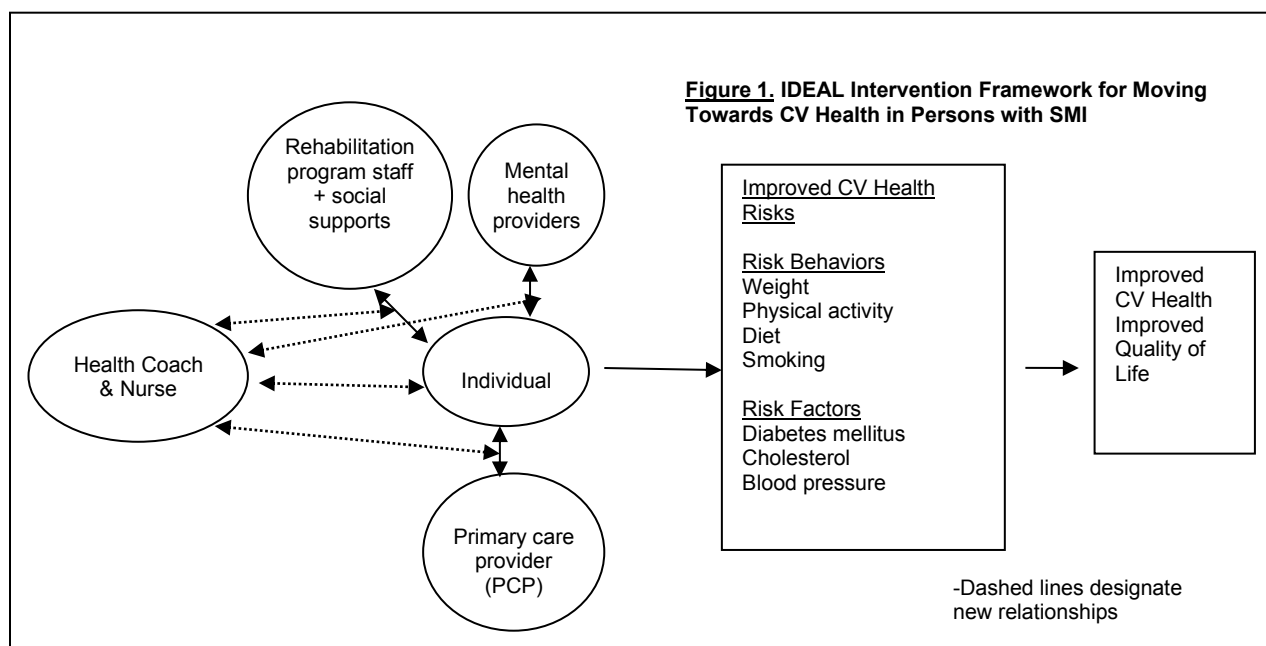 Figure 1. IDEAL Intervention Framework for Moving
Towards CV Health in Persons with SMI
Rehabilitation
program staff
+ social
supports
Mental
health
providers
Health Coach
& Nurse
Individual
Primary care
provider
(PCP)
Improved CV Health
Risks
Risk Behaviors
Weight
Physical activity
Diet
Smoking
Risk Factors
Diabetes mellitus
Cholesterol
Blood pressure
Improved
CV Health
Improved
Quality of
Life
-Dashed lines designate
new relationships